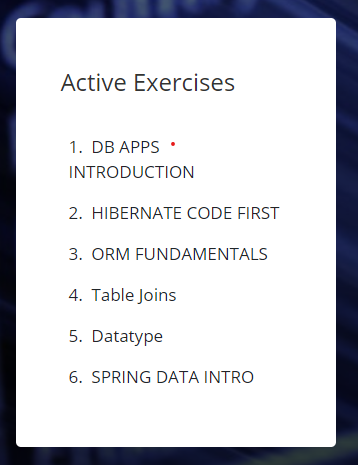 Active Exercises
1. DB APPS
INTRODUCTION
2. HIBERNATE CODE FIRST
3. ORM FUNDAMENTALS
4. Table Joins
5. Datatype
6. SPRING DATA INTRO